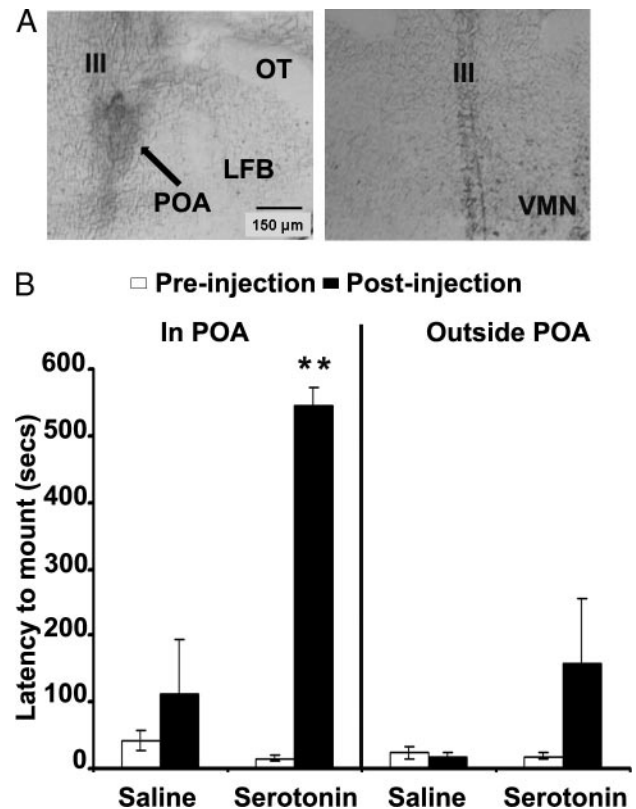 A
III
OT
LFB
POA
150 µm
III
VMN
B
Pre-injection Post-injection
In POA
Outside POA
Latency to mount (secs)
600
**
500
400
300
200
100
0
Saline Serotonin Saline Serotonin